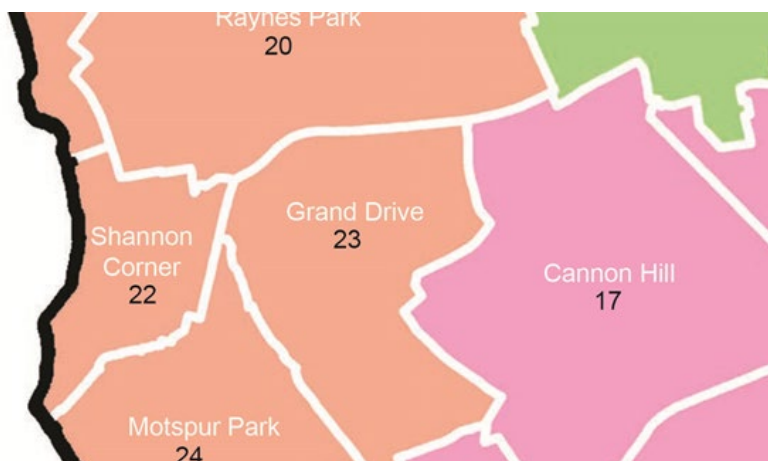 Raynes Park
20
Grand Drive
23
Shannon
Corner
22
Cannon Hill
17
Motspur Park
24